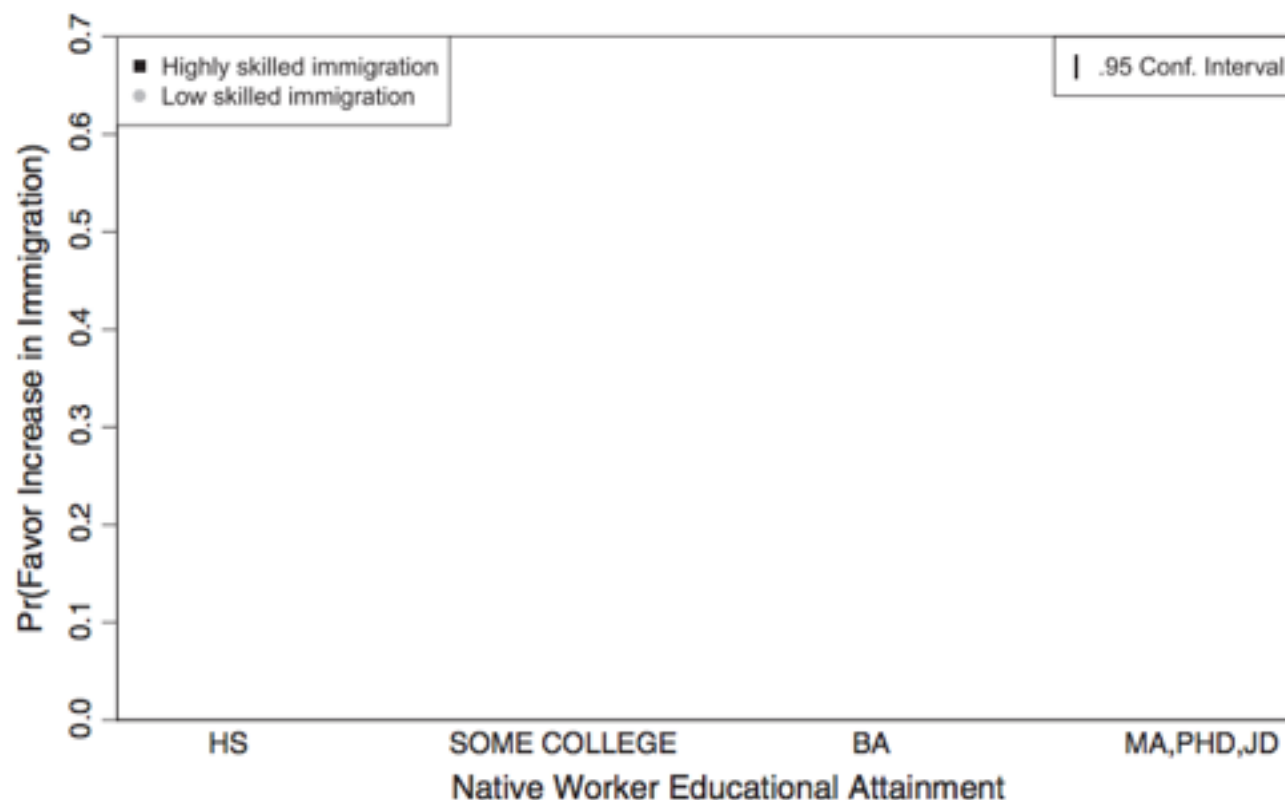 Highly skilled immigration
Low skilled immigration
.95 Conf. Interval
Pr(Favor Increase in Immigration)
0.7
0.6
0.5
0.4
0.3
0.2
0.1
0.0
HS SOME COLLEGE BA MA,PHD,JD
Native Worker Educational Attainment